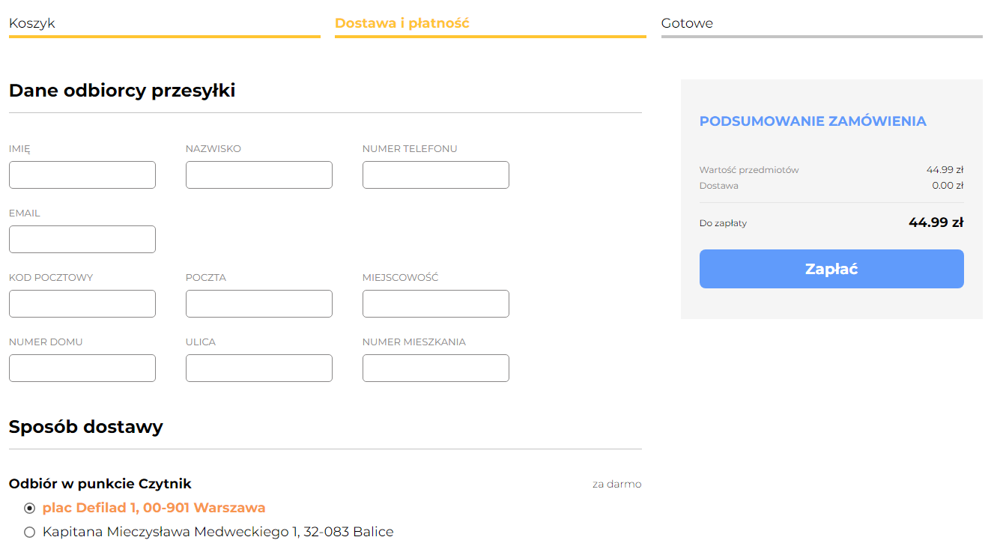 Koszyk
Dostawa i płatność
Gotowe
Dane odbiorcy przesyłki
IMIĘ
NAZWISKO
NUMER TELEFONU
EMAIL
KOD POCZTOWY
POCZTA
MIEJSCOWOŚĆ
NUMER DOMU
ULICA
NUMER MIESZKANIA
Sposób dostawy
Odbiór w punkcie Czytnik za darmo
plac Defilad 1, 00-901 Warszawa
Kapitana Mieczysława Medweckiego 1, 32-083 Balice
PODSUMOWANIE ZAMÓWIENIA
Wartość przedmiotów 44.99 zł
Dostawa 0.00 zł
Do zapłaty 44.99 zł
Zapłać